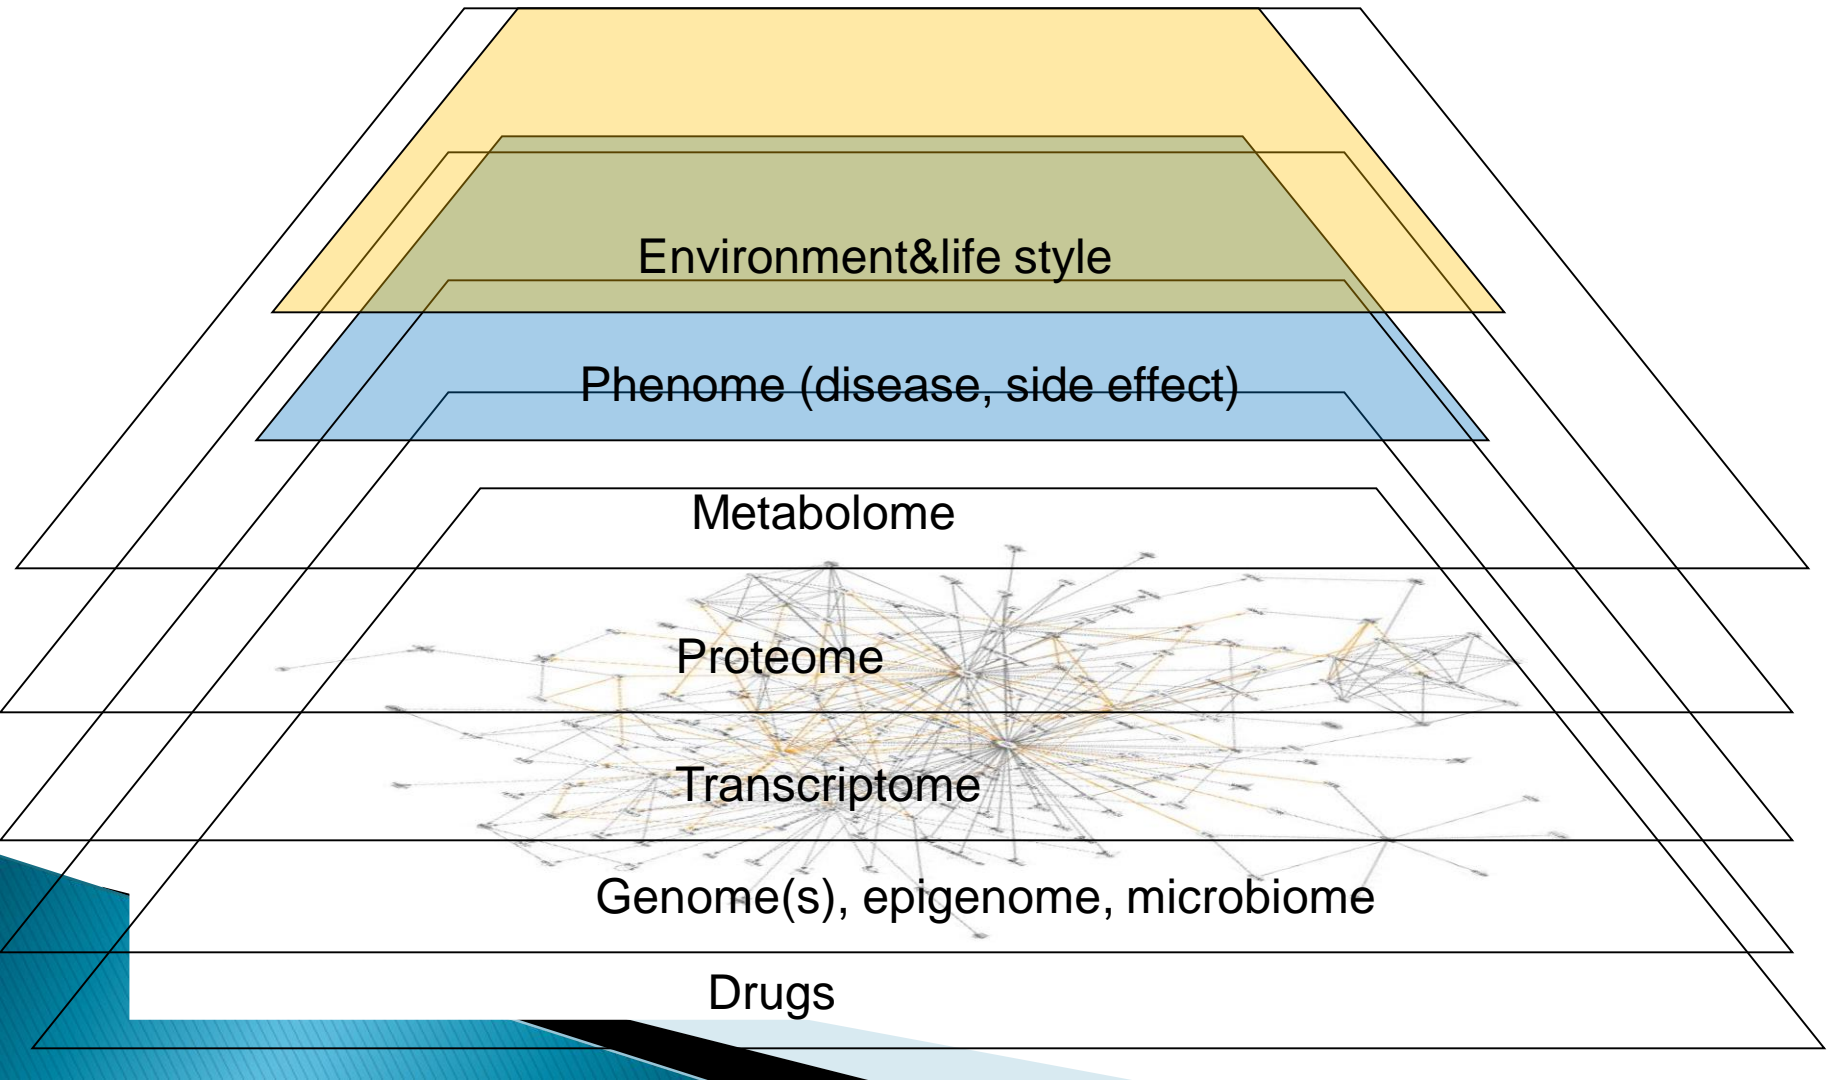 Environment&life style
Phenome (disease, side effect)
Metabolome
Proteome
Transcriptome
Genome(s), epigenome, microbiome
Drugs